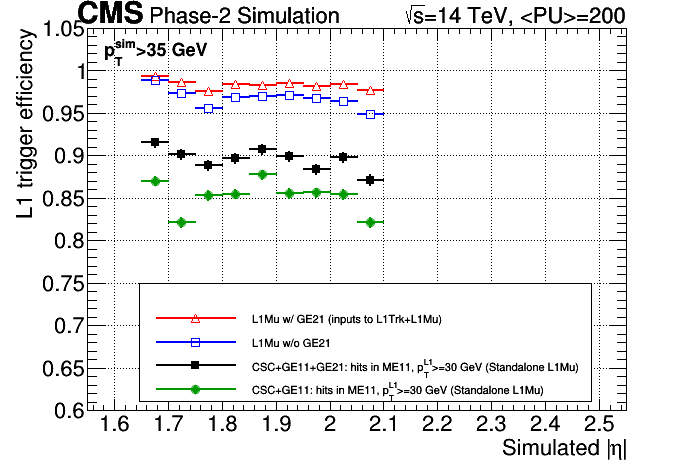 CMS Phase-2 Simulation √s=14 TeV, <PU>=200
p_T^sim>35 GeV
L1 trigger efficiency
1.05
1
0.95
0.9
0.85
0.8
0.75
0.7
0.65
0.6
L1Mu w/ GE21 (inputs to L1Trk+L1Mu)
L1Mu w/o GE21
CSC+GE11+GE21: hits in ME11, p_T^L1>=30 GeV (Standalone L1Mu)
CSC+GE11: hits in ME11, p_T^L1>=30 GeV (Standalone L1Mu)
1.6 1.7 1.8 1.9 2 2.1 2.2 2.3 2.4 2.5
Simulated |η|